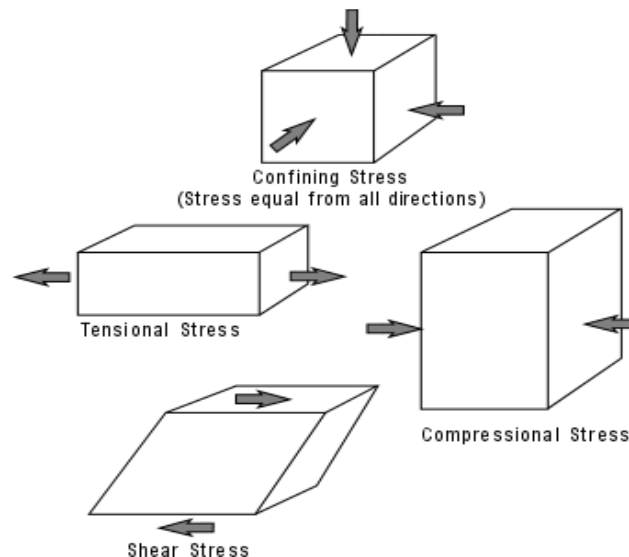 Confining Stress
(Stress equal from all directions)
Tensional Stress
Compressional Stress
Shear Stress